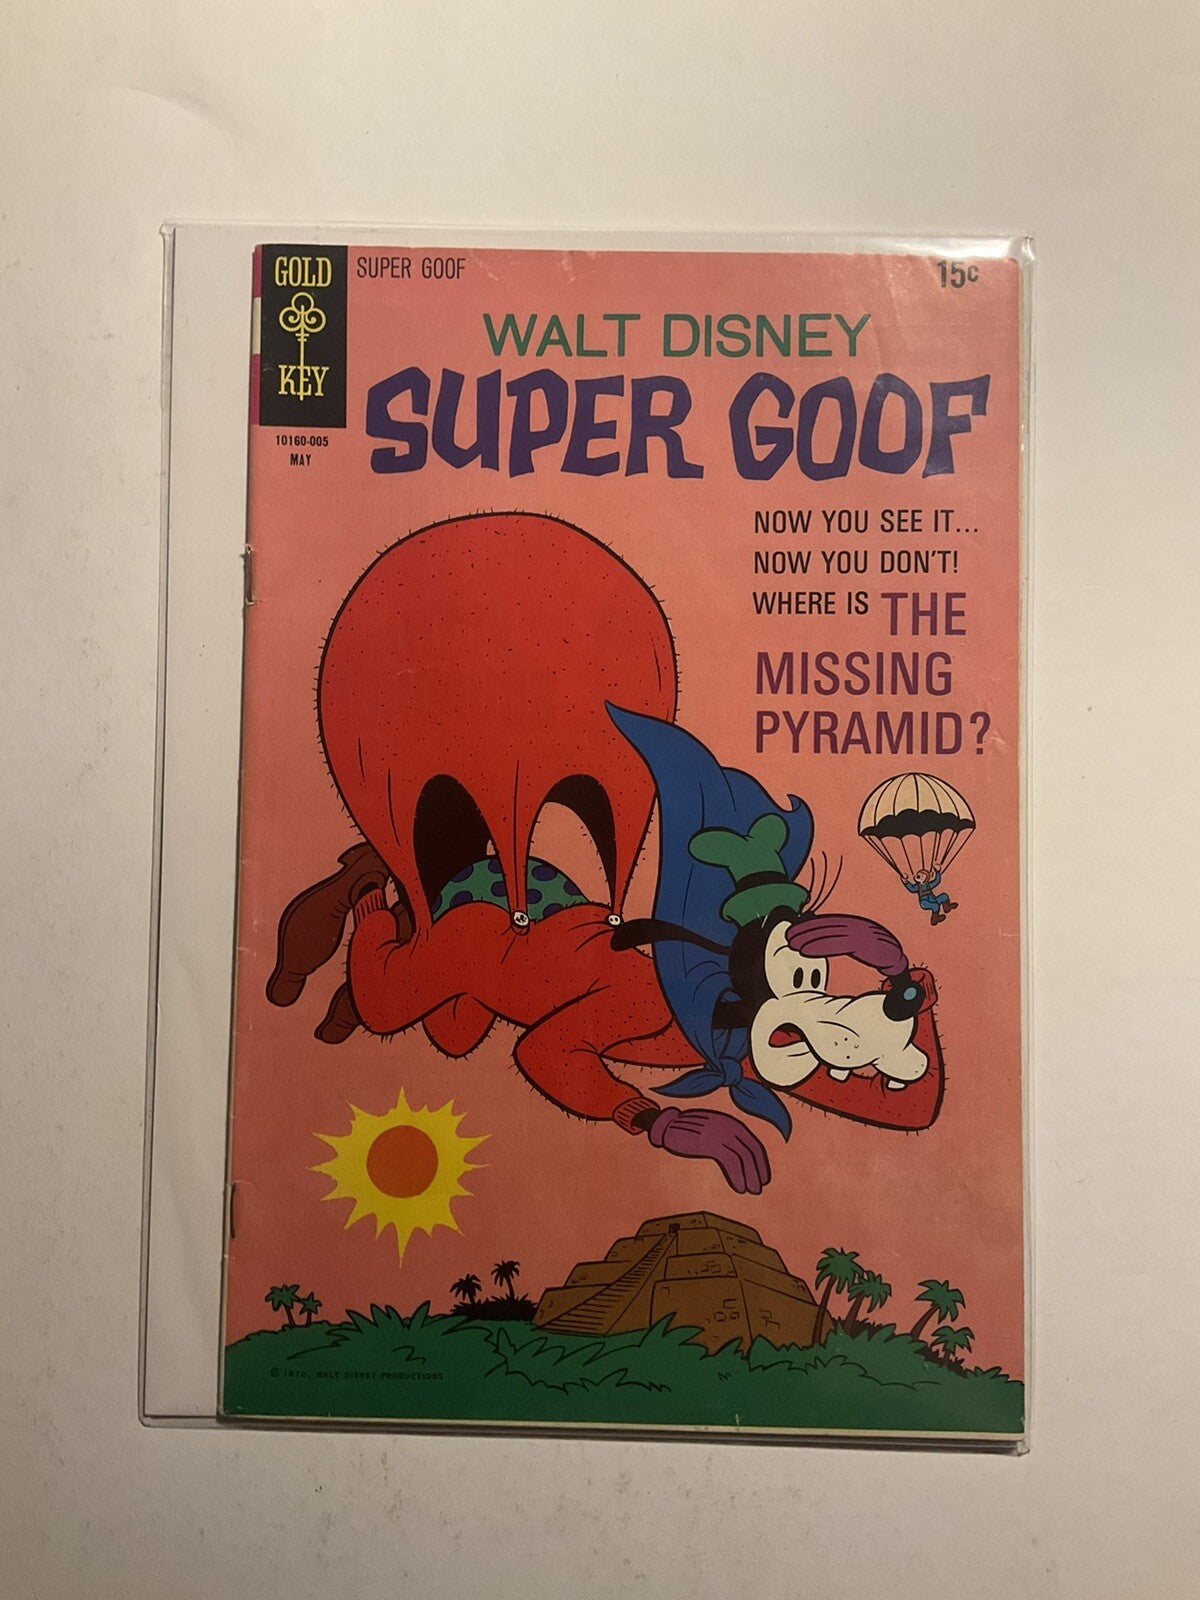 GOLD
KEY
SUPER GOOF
15¢
10160-005
MAY
WALT DISNEY
SUPER GOOF
NOW YOU SEE IT...
NOW YOU DON'T!
WHERE IS THE
MISSING
PYRAMID?
© 1970, WALT DISNEY PRODUCTIONS